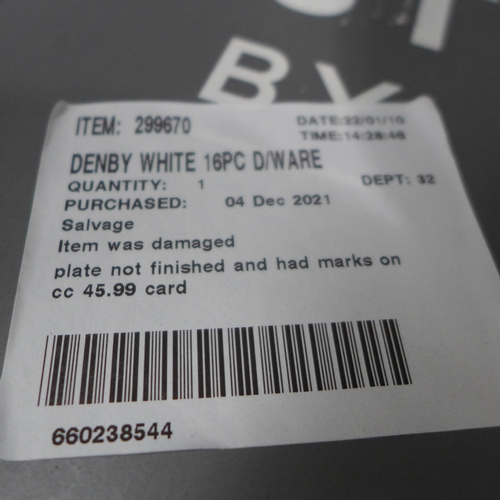 BY
ITEM: 299670
DATE:22/01/10
TIME:14:28:46
DENBY WHITE 16PC D/WARE
QUANTITY: 1
DEPT: 32
PURCHASED: 04 Dec 2021
Salvage
Item was damaged
plate not finished and had marks on
cc 45.99 card
660238544